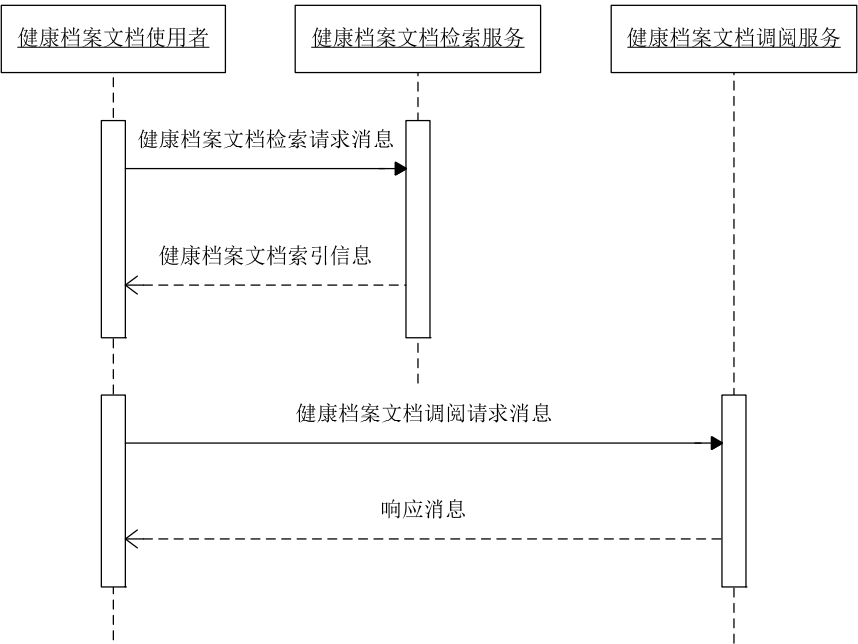 健康档案文档使用者
健康档案文档检索服务
健康档案文档调阅服务
健康档案文档检索请求消息
健康档案文档索引信息
健康档案文档调阅请求消息
响应消息